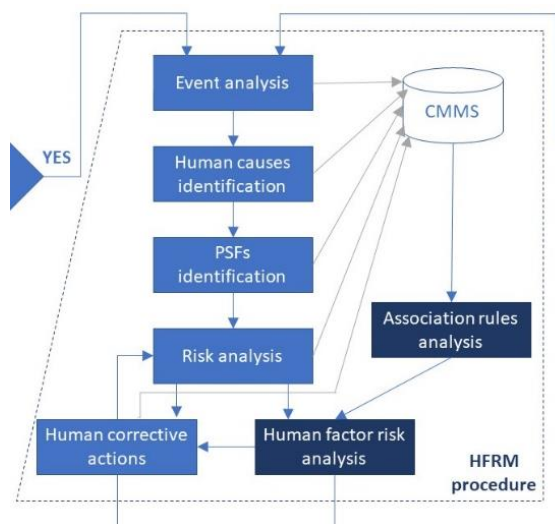 Event analysis
CMMS
YES
Human causes
identification
PSFs
identification
Association rules
analysis
Risk analysis
Human corrective
actions
Human factor risk
analysis
HFRM
procedure